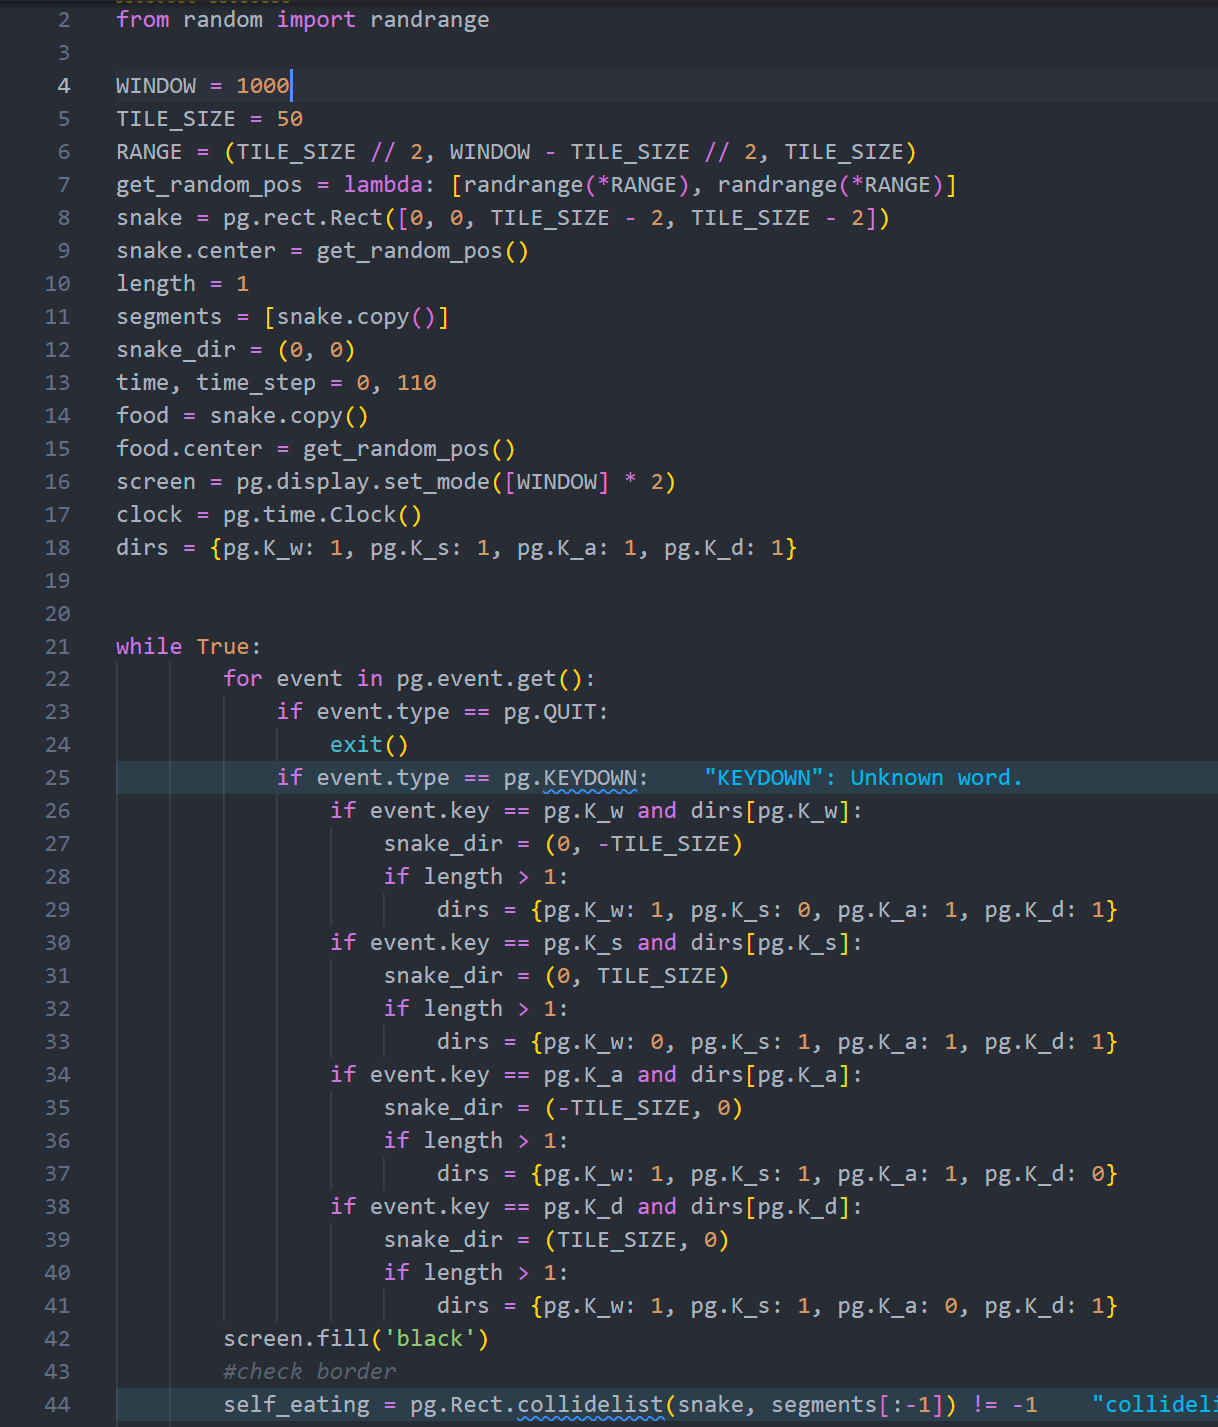 2 from random import randrange
3
4 WINDOW = 1000
5 TILE_SIZE = 50
6 RANGE = (TILE_SIZE // 2, WINDOW - TILE_SIZE // 2, TILE_SIZE)
7 get_random_pos = lambda: [randrange(*RANGE), randrange(*RANGE)]
8 snake = pg.rect.Rect([0, 0, TILE_SIZE - 2, TILE_SIZE - 2])
9 snake.center = get_random_pos()
10 length = 1
11 segments = [snake.copy()]
12 snake_dir = (0, 0)
13 time, time_step = 0, 110
14 food = snake.copy()
15 food.center = get_random_pos()
16 screen = pg.display.set_mode([WINDOW] * 2)
17 clock = pg.time.Clock()
18 dirs = {pg.K_w: 1, pg.K_s: 1, pg.K_a: 1, pg.K_d: 1}
19
20
21 while True:
22         for event in pg.event.get():
23             if event.type == pg.QUIT:
24                 exit()
25             if event.type == pg.KEYDOWN:    "KEYDOWN": Unknown word.
26                 if event.key == pg.K_w and dirs[pg.K_w]:
27                     snake_dir = (0, -TILE_SIZE)
28                     if length > 1:
29                         dirs = {pg.K_w: 1, pg.K_s: 0, pg.K_a: 1, pg.K_d: 1}
30                 if event.key == pg.K_s and dirs[pg.K_s]:
31                     snake_dir = (0, TILE_SIZE)
32                     if length > 1:
33                         dirs = {pg.K_w: 0, pg.K_s: 1, pg.K_a: 1, pg.K_d: 1}
34                 if event.key == pg.K_a and dirs[pg.K_a]:
35                     snake_dir = (-TILE_SIZE, 0)
36                     if length > 1:
37                         dirs = {pg.K_w: 1, pg.K_s: 1, pg.K_a: 1, pg.K_d: 0}
38                 if event.key == pg.K_d and dirs[pg.K_d]:
39                     snake_dir = (TILE_SIZE, 0)
40                     if length > 1:
41                         dirs = {pg.K_w: 1, pg.K_s: 1, pg.K_a: 0, pg.K_d: 1}
42         screen.fill('black')
43         #check border
44         self_eating = pg.Rect.collidelist(snake, segments[:-1]) != -1    "collideli